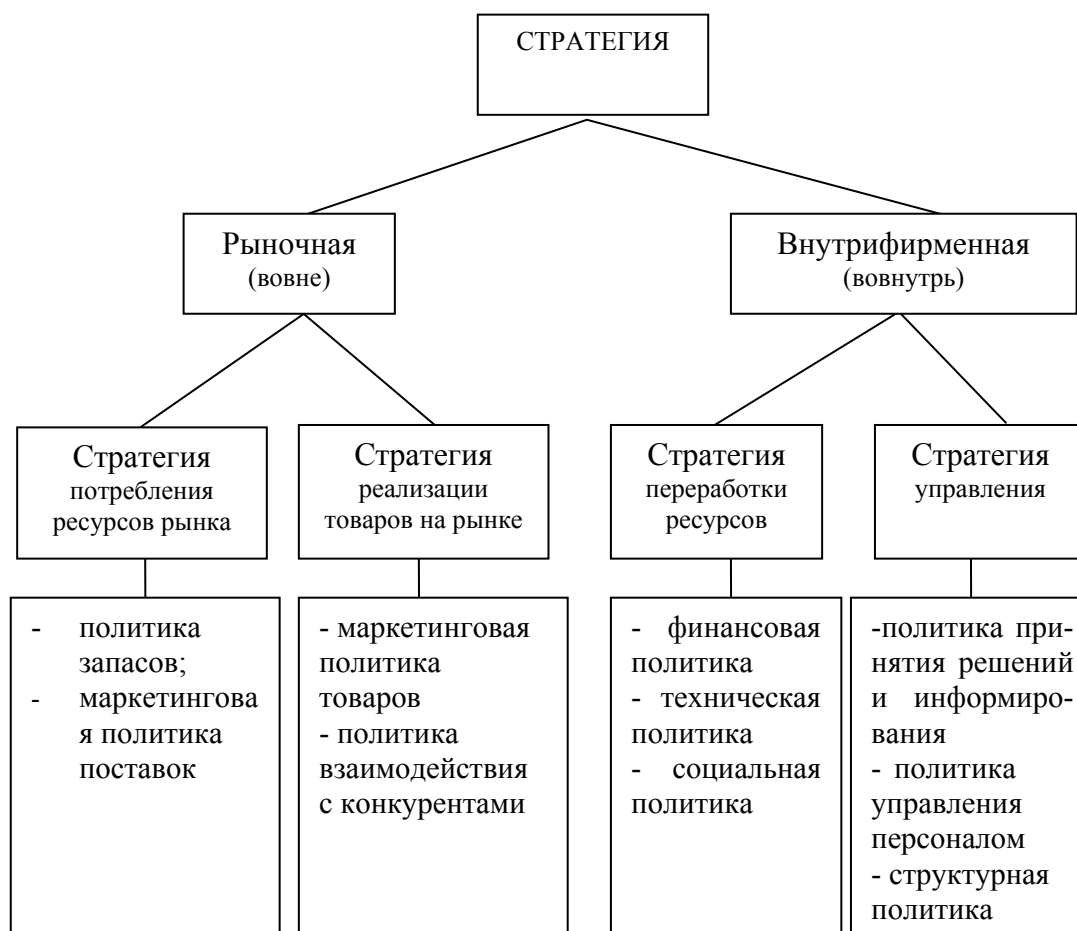 СТРАТЕГИЯ
Рыночная
(вовне)
Внутрифирменная
(вовнутрь)
Стратегия
потребления
ресурсов рынка
Стратегия
реализации
товаров на рынке
Стратегия
переработки
ресурсов
Стратегия
управления
- политика
запасов;
- маркетингова
я политика
поставок
- маркетинговая
политика
товаров
- политика
взаимодействия
с конкурентами
- финансовая
политика
- техническая
политика
- социальная
политика
-политика при-
нятия решений
и информиро-
вания
- политика
управления
персоналом
- структурная
политика